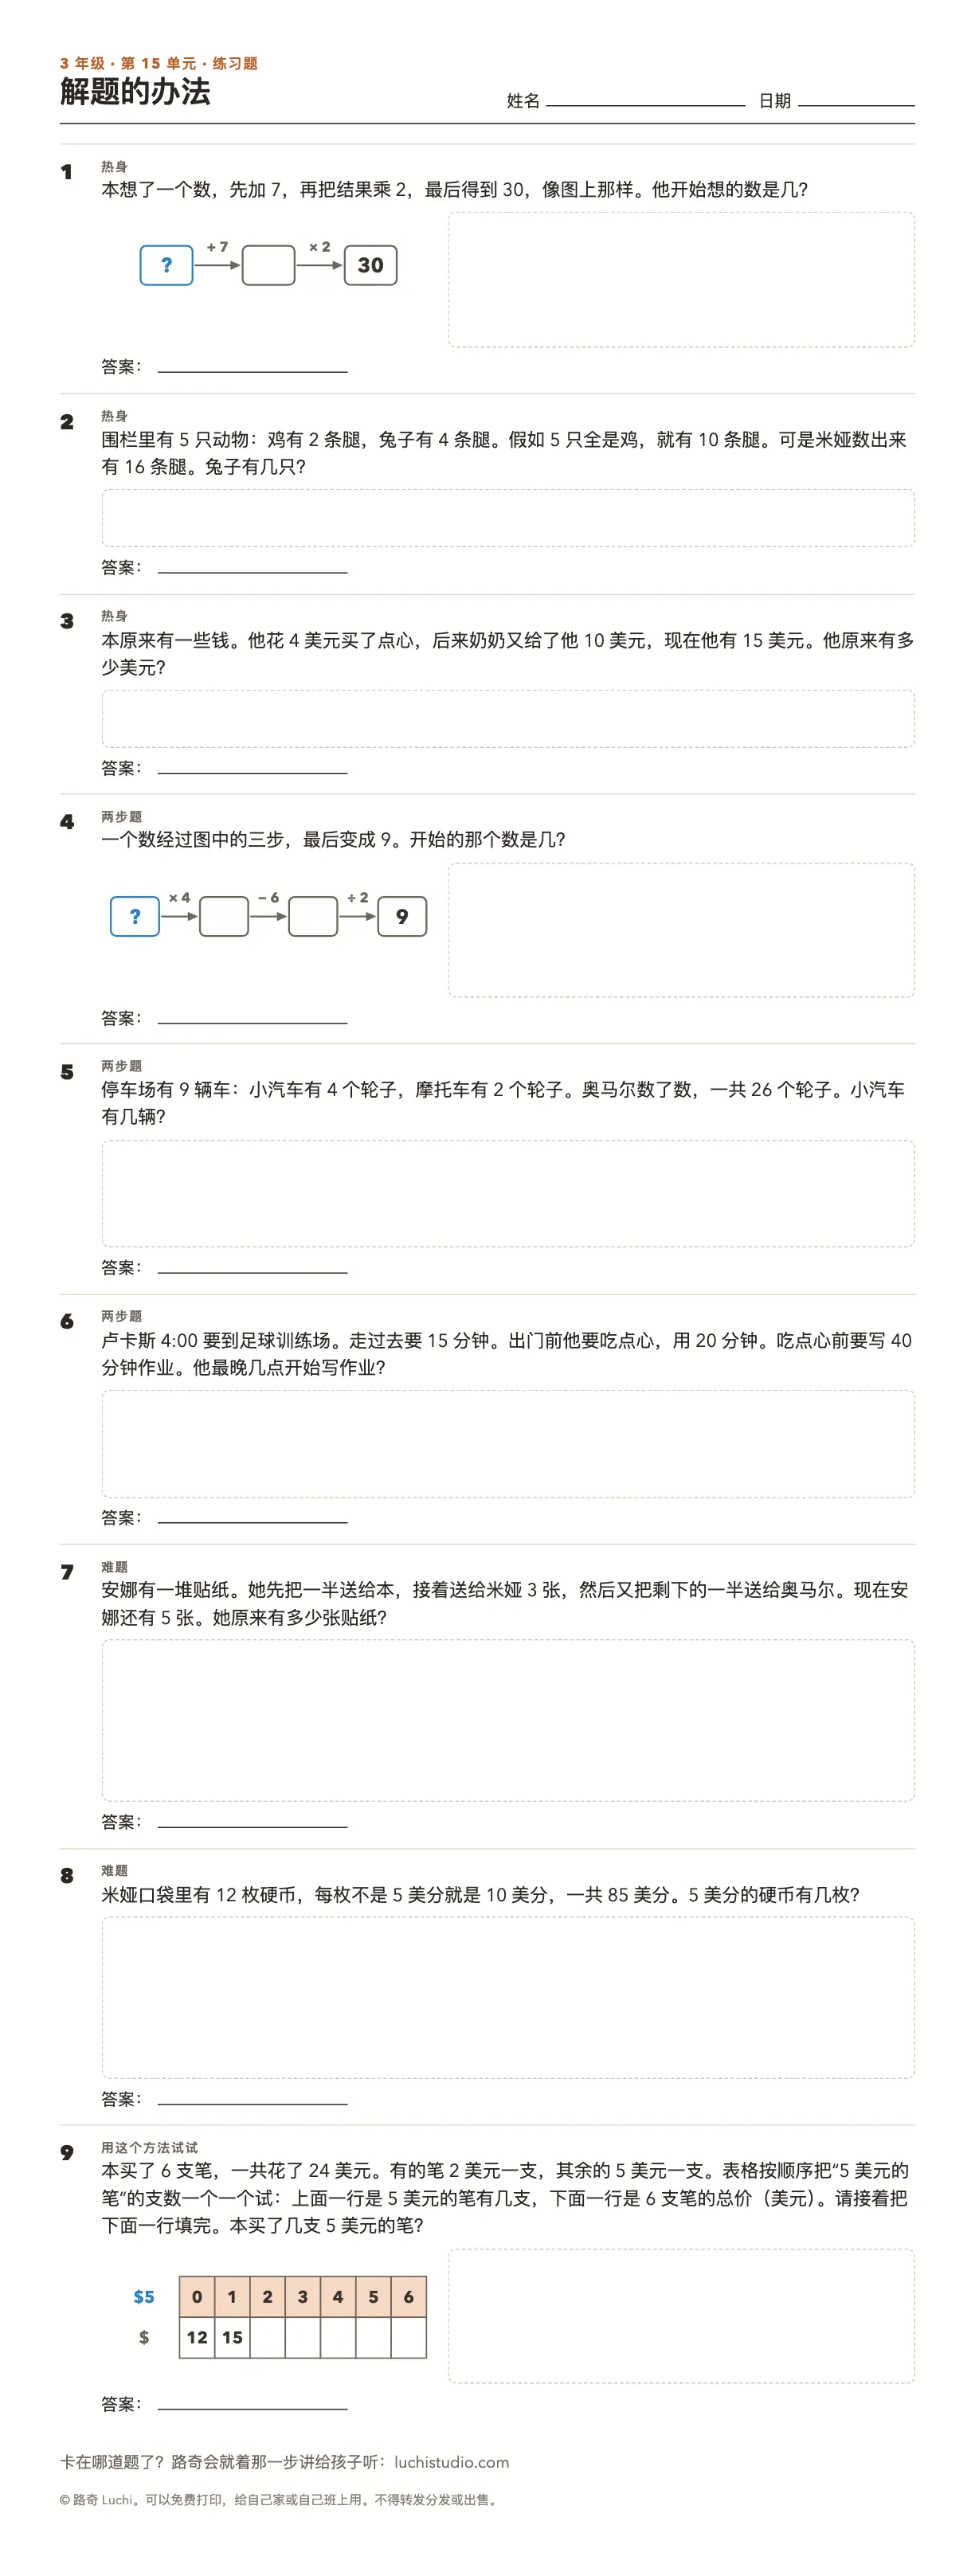 3 年级 · 第 15 单元 · 练习题
解题的办法
姓名
日期
1
热身
本想了一个数，先加 7，再把结果乘 2，最后得到 30，像图上那样。他开始想的数是几？
+ 7
× 2
?
30
答案：
2
热身
围栏里有 5 只动物：鸡有 2 条腿，兔子有 4 条腿。假如 5 只全是鸡，就有 10 条腿。可是米娅数出来
有 16 条腿。兔子有几只？
答案：
3
热身
本原来有一些钱。他花 4 美元买了点心，后来奶奶又给了他 10 美元，现在他有 15 美元。他原来有多
少美元？
答案：
4
两步题
一个数经过图中的三步，最后变成 9。开始的那个数是几？
× 4
− 6
÷ 2
?
9
答案：
5
两步题
停车场有 9 辆车：小汽车有 4 个轮子，摩托车有 2 个轮子。奥马尔数了数，一共 26 个轮子。小汽车
有几辆？
答案：
6
两步题
卢卡斯 4:00 要到足球训练场。走过去要 15 分钟。出门前他要吃点心，用 20 分钟。吃点心前要写 40
分钟作业。他最晚几点开始写作业？
答案：
7
难题
安娜有一堆贴纸。她先把一半送给本，接着送给米娅 3 张，然后又把剩下的一半送给奥马尔。现在安
娜还有 5 张。她原来有多少张贴纸？
答案：
8
难题
米娅口袋里有 12 枚硬币，每枚不是 5 美分就是 10 美分，一共 85 美分。5 美分的硬币有几枚？
答案：
9
用这个方法试试
本买了 6 支笔，一共花了 24 美元。有的笔 2 美元一支，其余的 5 美元一支。表格按顺序把“5 美元的
笔”的支数一个一个试：上面一行是 5 美元的笔有几支，下面一行是 6 支笔的总价（美元）。请接着把
下面一行填完。本买了几支 5 美元的笔？
$5 0 1 2 3 4 5 6
$ 12 15
答案：
卡在哪道题了？路奇会就着那一步讲给孩子听：luchistudio.com
© 路奇 Luchi。可以免费打印，给自己家或自己班上用。不得转发分发或出售。